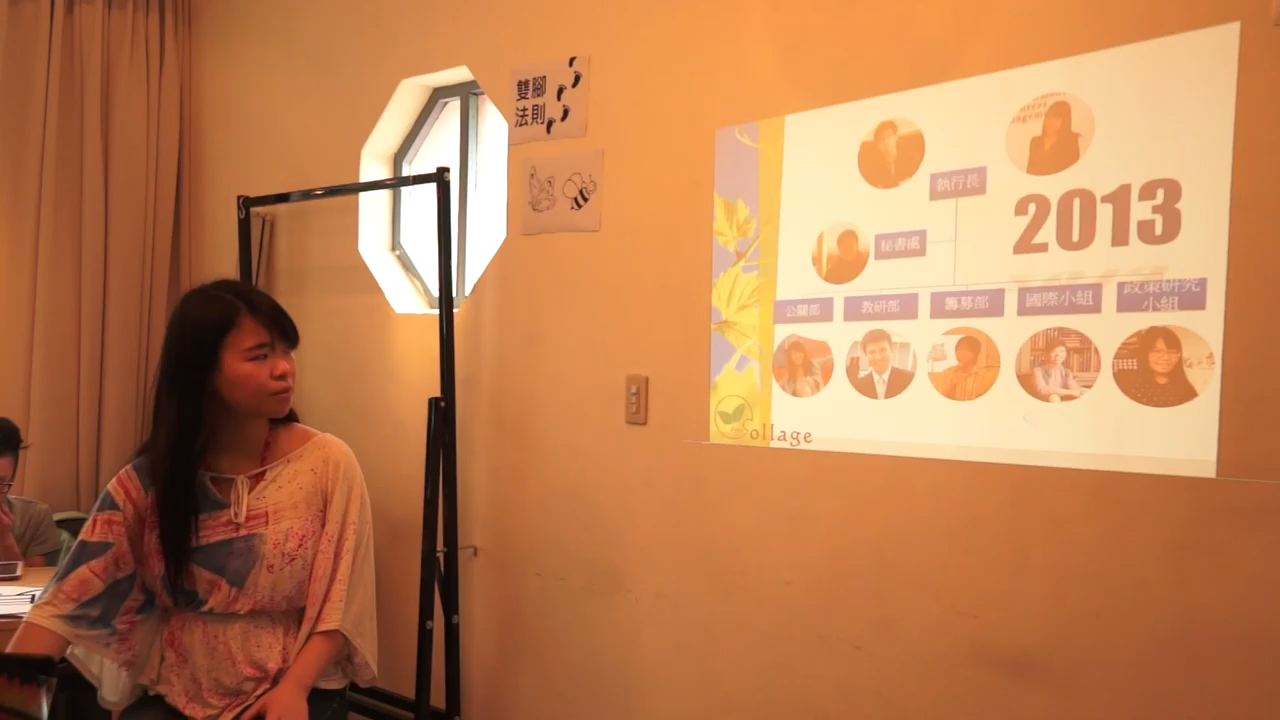 雙腳
法則
執行長
2013
秘書處
公關部
教研部
籌募部
國際小組
政策研究
小組
ollage